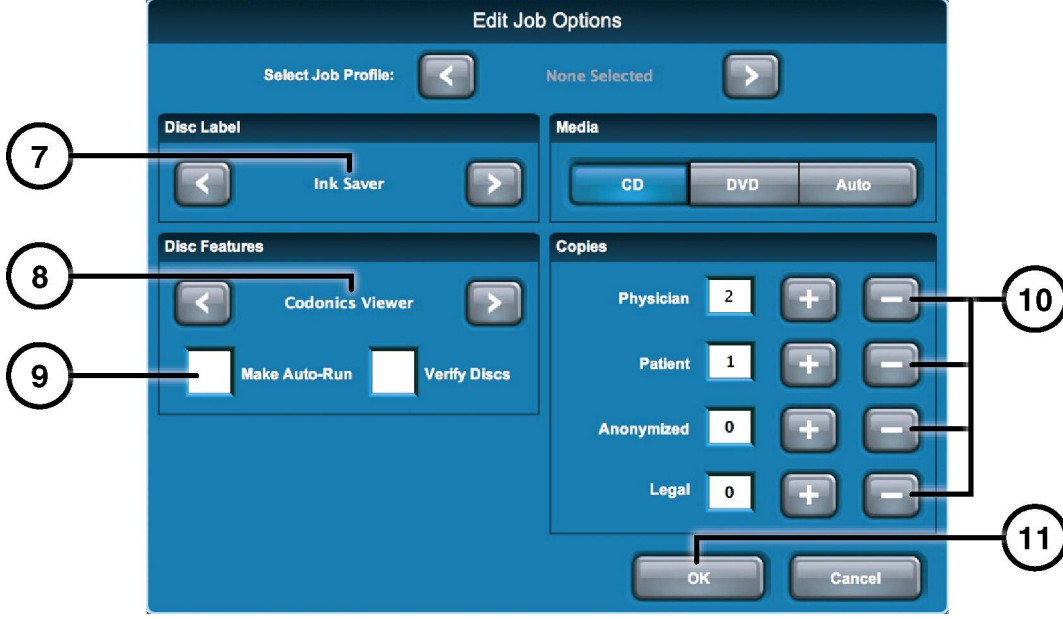 Edit Job Options
Select Job Profile: < None Selected >
Disc Label
7
< Ink Saver >
Media
CD DVD Auto
Disc Features
8
< Codonics Viewer >
9
Make Auto-Run Verify Discs
Copies
Physician 2 + − 10
Patient 1 + −
Anonymized 0 + −
Legal 0 + −
11
OK Cancel